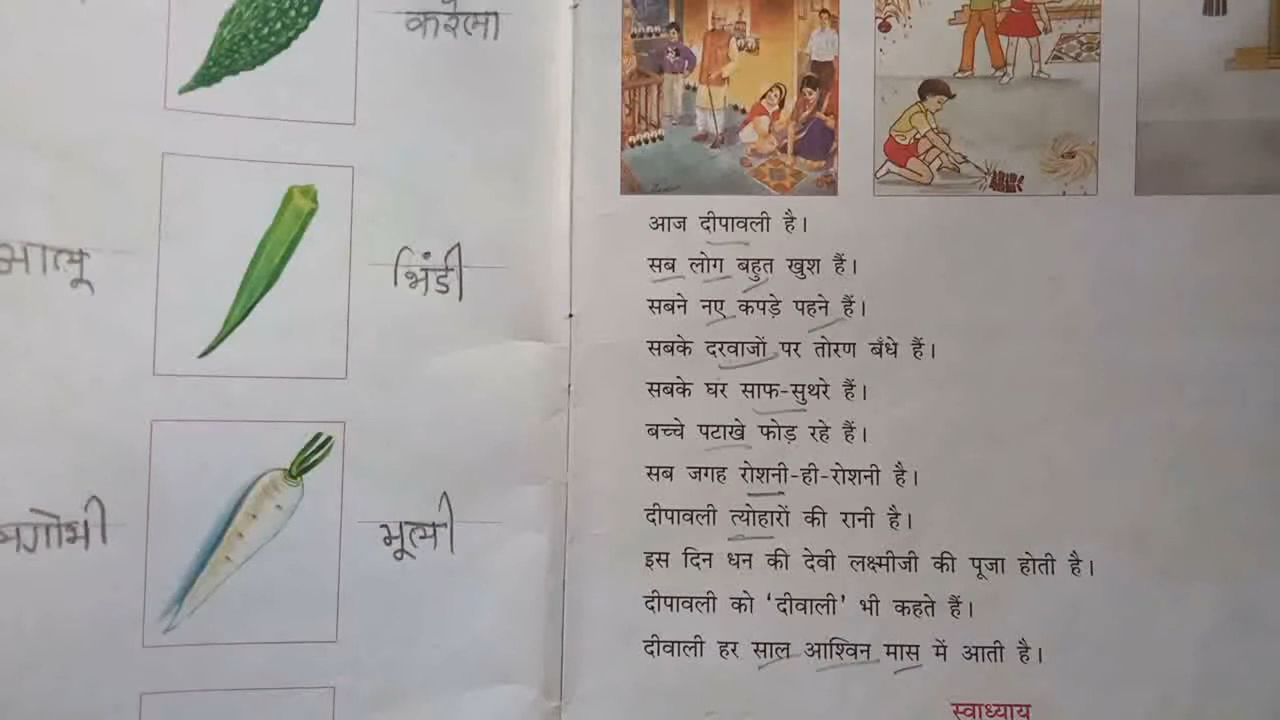 करेला
आलू
भिंडी
मूली
आज दीपावली है।
सब लोग बहुत खुश हैं।
सबने नए कपड़े पहने हैं।
सबके दरवाजों पर तोरण बँधे हैं।
सबके घर साफ-सुथरे हैं।
बच्चे पटाखे फोड़ रहे हैं।
सब जगह रोशनी-ही-रोशनी है।
दीपावली त्योहारों की रानी है।
इस दिन धन की देवी लक्ष्मीजी की पूजा होती है।
दीपावली को ‘दीवाली’ भी कहते हैं।
दीवाली हर साल आश्विन मास में आती है।
स्वाध्याय